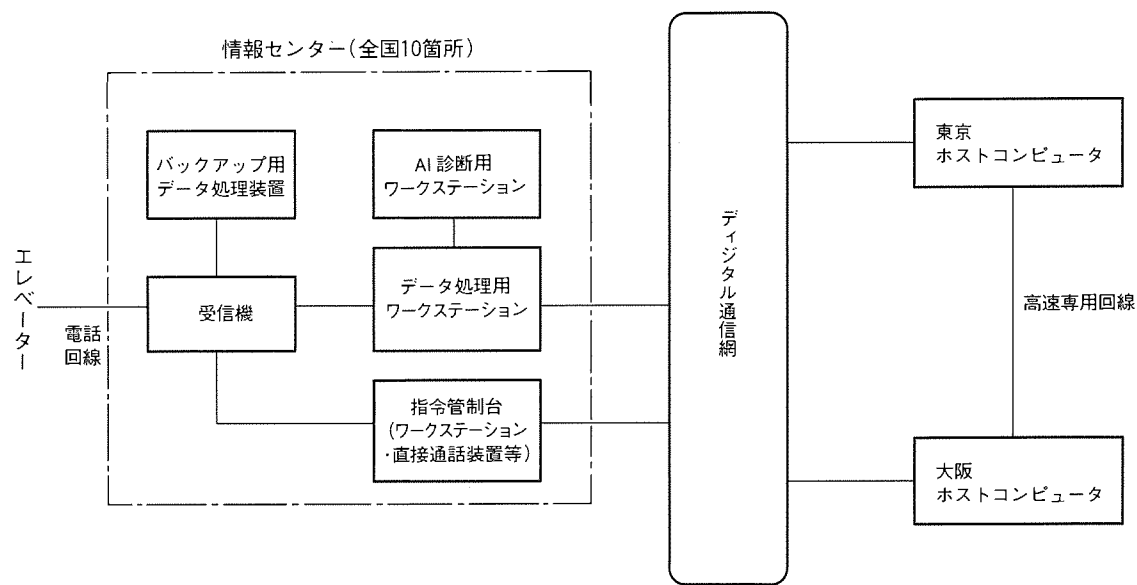 情報センター(全国10箇所)
バックアップ用
データ処理装置
AI 診断用
ワークステーション
エレベーター
電話
回線
受信機
データ処理用
ワークステーション
指令管制台
(ワークステーション
・直接通話装置等)
ディジタル通信網
東京
ホストコンピュータ
高速専用回線
大阪
ホストコンピュータ